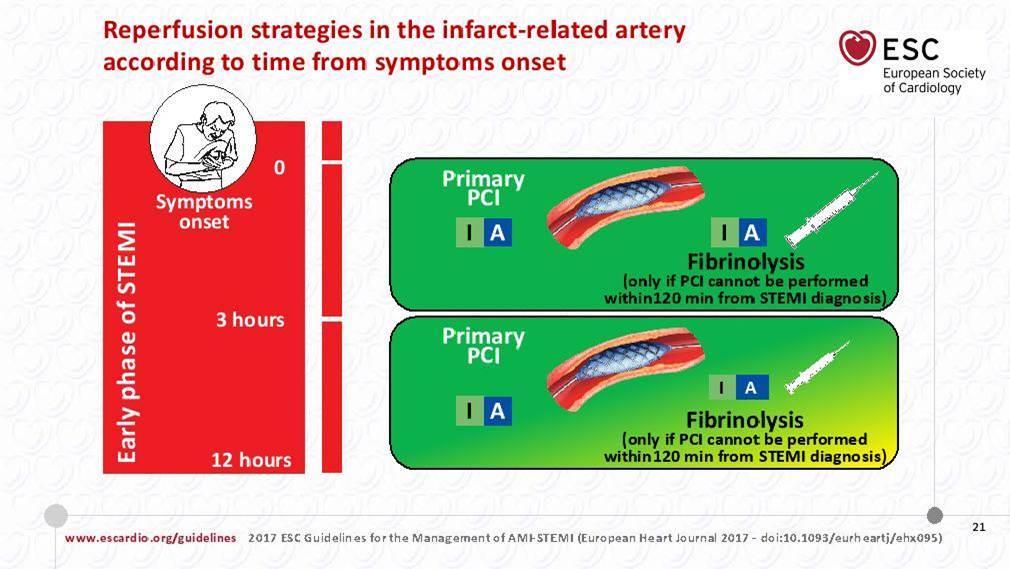 Reperfusion strategies in the infarct-related artery
according to time from symptoms onset
ESC
European Society
of Cardiology
Early phase of STEMI
0
Symptoms
onset
3 hours
12 hours
Primary
PCI
I A
I A
Fibrinolysis
(only if PCI cannot be performed
within120 min from STEMI diagnosis)
Primary
PCI
I A
I A
Fibrinolysis
(only if PCI cannot be performed
within120 min from STEMI diagnosis)
21
www.escardio.org/guidelines 2017 ESC Guidelines for the Management of AMI-STEMI (European Heart Journal 2017 - doi:10.1093/eurheartj/ehx095)